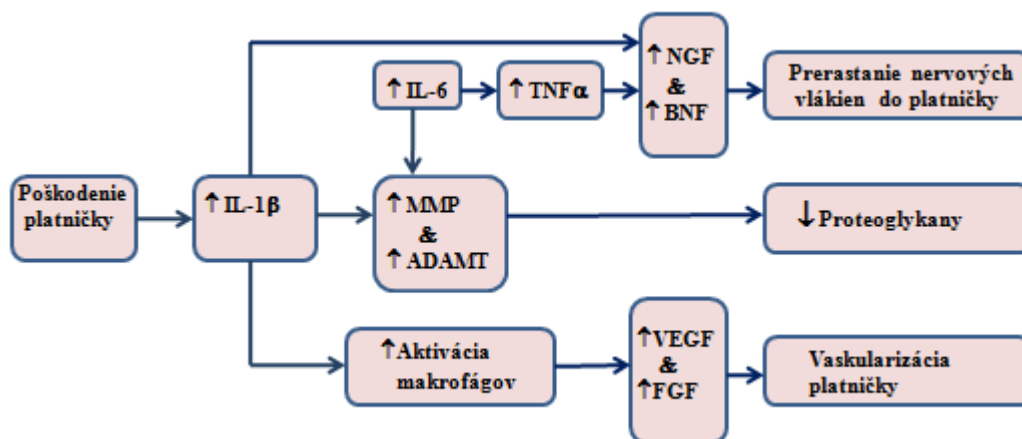 ↑NGF
&
↑BNF
↑IL-6
↑TNFα
Prerastanie nervových
vlákien do platničky
Poškodenie
platničky
↑IL-1β
↑MMP
&
↑ADAMT
↓Proteoglykany
↑Aktivácia
makrofágov
↑VEGF
&
↑FGF
Vaskularizácia
platničky